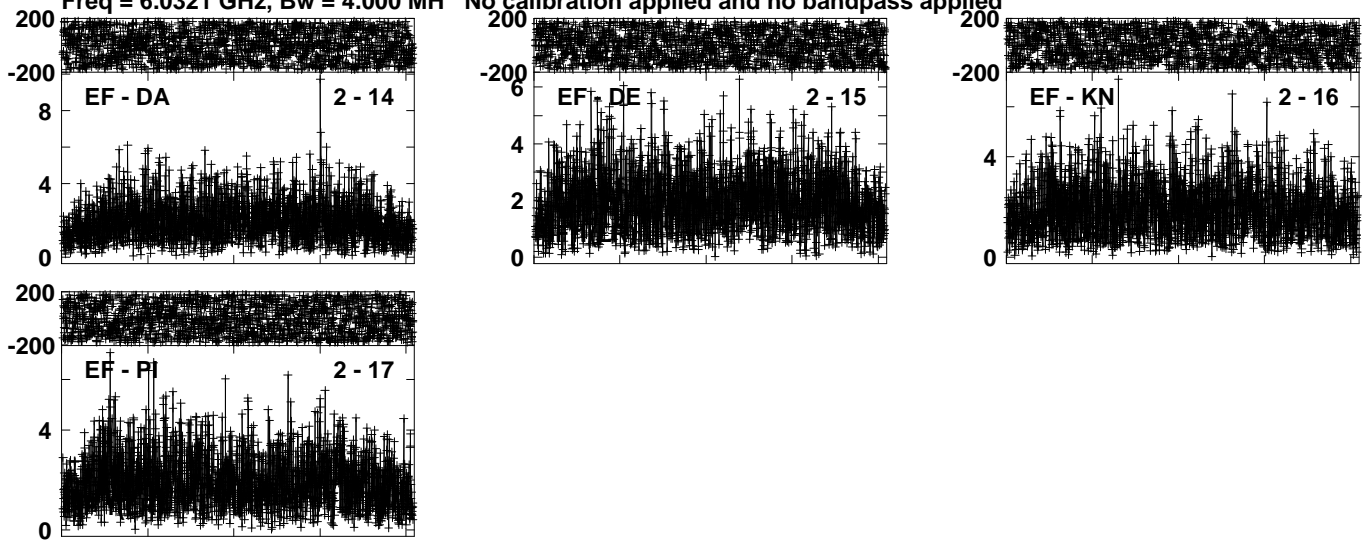 Freq = 6.0321 GHz, Bw = 4.000 MH No calibration applied and no bandpass applied
200 200 200
-200 -200 -200
EF - DA 2 - 14 EF - DE 2 - 15 EF - KN 2 - 16
8 6
4 4 4
2
0 0 0
200
-200
EF - PI 2 - 17
4
0